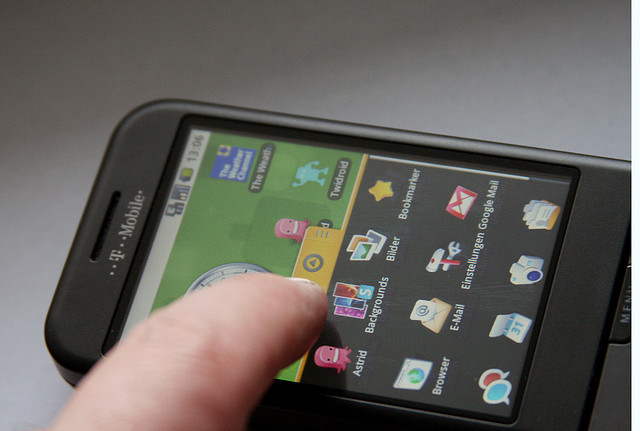 ··T··Mobile·
13:06
The
Weather
Channel
The Weath
Twidroid
d
Astrid
Backgrounds
Bilder
Bookmarker
Browser
E-Mail
Einstellungen
Google Mail
31
MEN